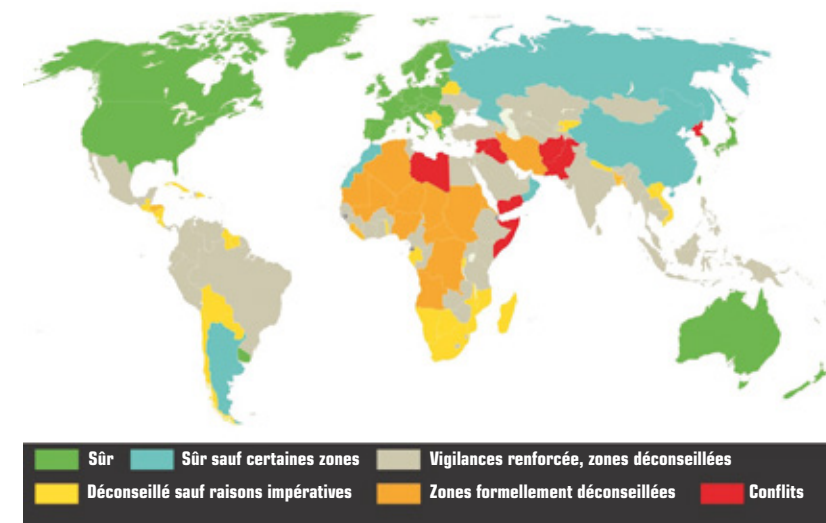 Sûr Sûr sauf certaines zones Vigilances renforcée, zones déconseillées
Déconseillé sauf raisons impératives Zones formellement déconseillées Conflits